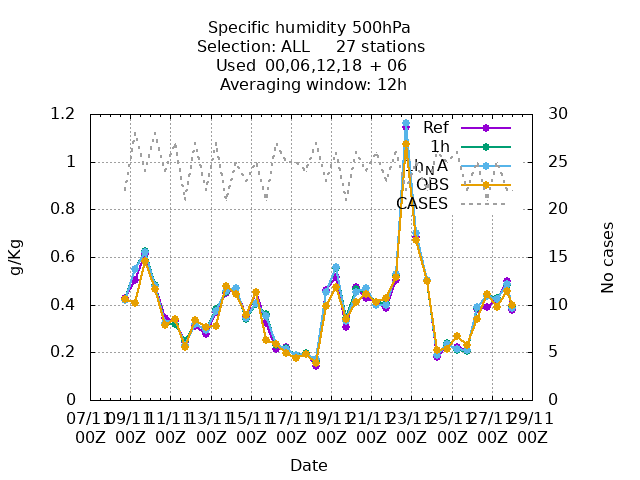 Specific humidity 500hPa
Selection: ALL 27 stations
Used 00,06,12,18 + 06
Averaging window: 12h
1.2 30
Ref
1h
1 25
hNA
OBS
0.8 20
CASES
g/Kg
No cases
0.6 15
0.4 10
0.2 5
0 0
07/11 09/11 11/11 13/11 15/11 17/11 19/11 21/11 23/11 25/11 27/11 29/11
00Z 00Z 00Z 00Z 00Z 00Z 00Z 00Z 00Z 00Z 00Z 00Z
Date